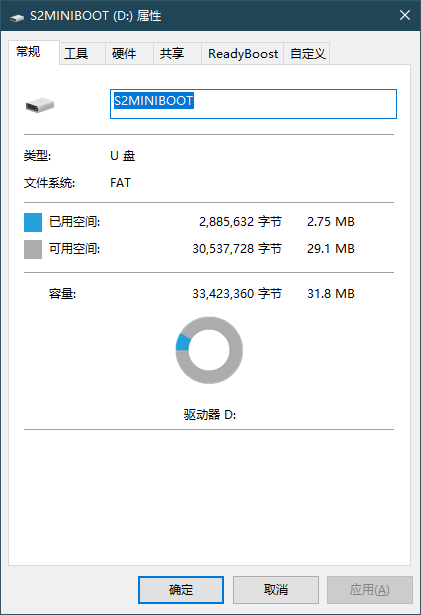 S2MINIBOOT (D:) 属性
常规 工具 硬件 共享 ReadyBoost 自定义
S2MINIBOOT
类型: U 盘
文件系统: FAT
已用空间: 2,885,632 字节 2.75 MB
可用空间: 30,537,728 字节 29.1 MB
容量: 33,423,360 字节 31.8 MB
驱动器 D:
确定 取消 应用(A)